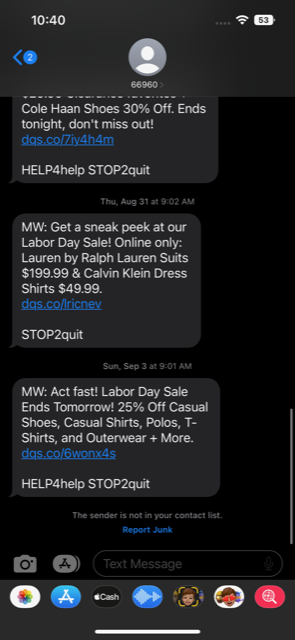 10:40
53
2
66960
Cole Haan Shoes 30% Off. Ends
tonight, don't miss out!
dqs.co/7jy4h4m
HELP4help STOP2quit
Thu, Aug 31 at 9:02 AM
MW: Get a sneak peek at our
Labor Day Sale! Online only:
Lauren by Ralph Lauren Suits
$199.99 & Calvin Klein Dress
Shirts $49.99.
dqs.co/lricnev
STOP2quit
Sun, Sep 3 at 9:01 AM
MW: Act fast! Labor Day Sale
Ends Tomorrow! 25% Off Casual
Shoes, Casual Shirts, Polos, T-
Shirts, and Outerwear + More.
dqs.co/6wonx4s
HELP4help STOP2quit
The sender is not in your contact list.
Report Junk
Text Message
Cash